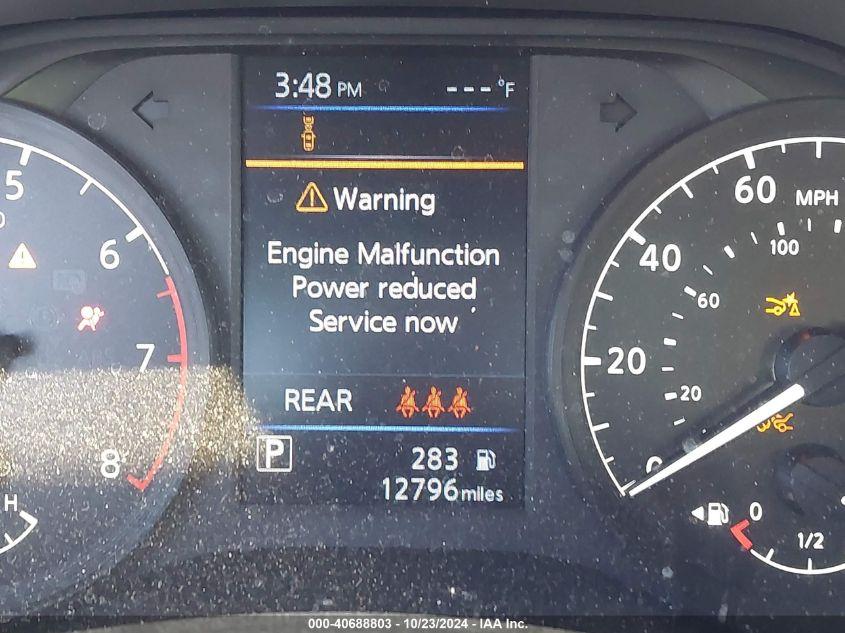 3:48 PM ---°F
Warning
Engine Malfunction
Power reduced
Service now
REAR
P 283
12796 miles
5
6
7
8
H
0
20
40
60
MPH
20
60
100
0
1/2
000-40688803 - 10/23/2024 - IAA Inc.